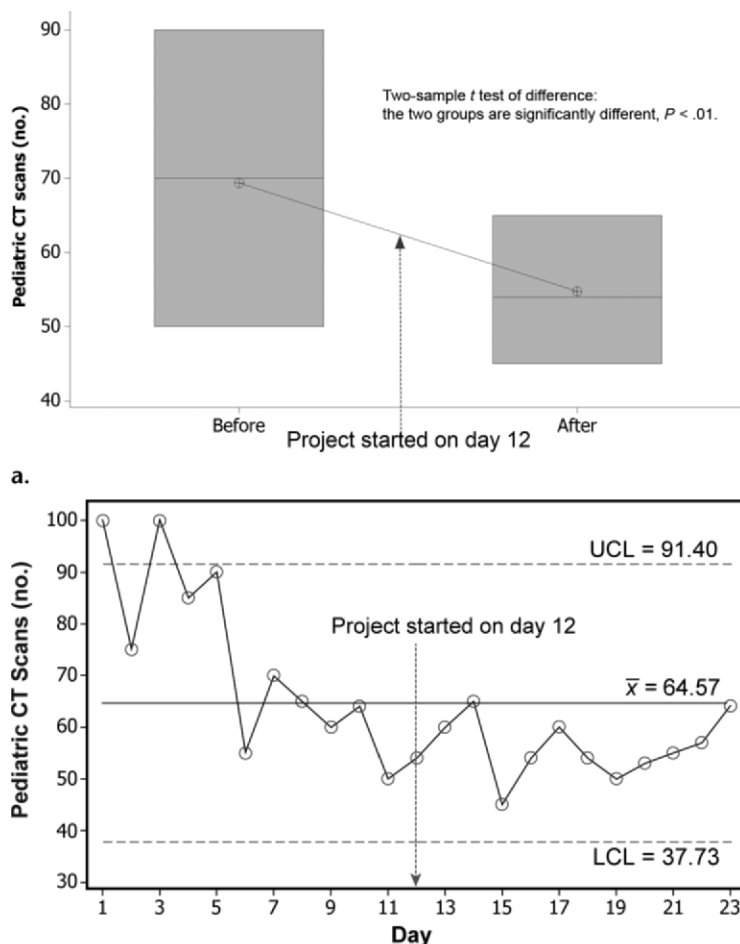 90
80
70
60
50
40
Pediatric CT scans (no.)
Two-sample t test of difference:
the two groups are significantly different, P < .01.
Before
After
Project started on day 12
a.
100
90
80
70
60
50
40
30
Pediatric CT Scans (no.)
UCL = 91.40
Project started on day 12
x̅ = 64.57
LCL = 37.73
1 3 5 7 9 11 13 15 17 19 21 23
Day